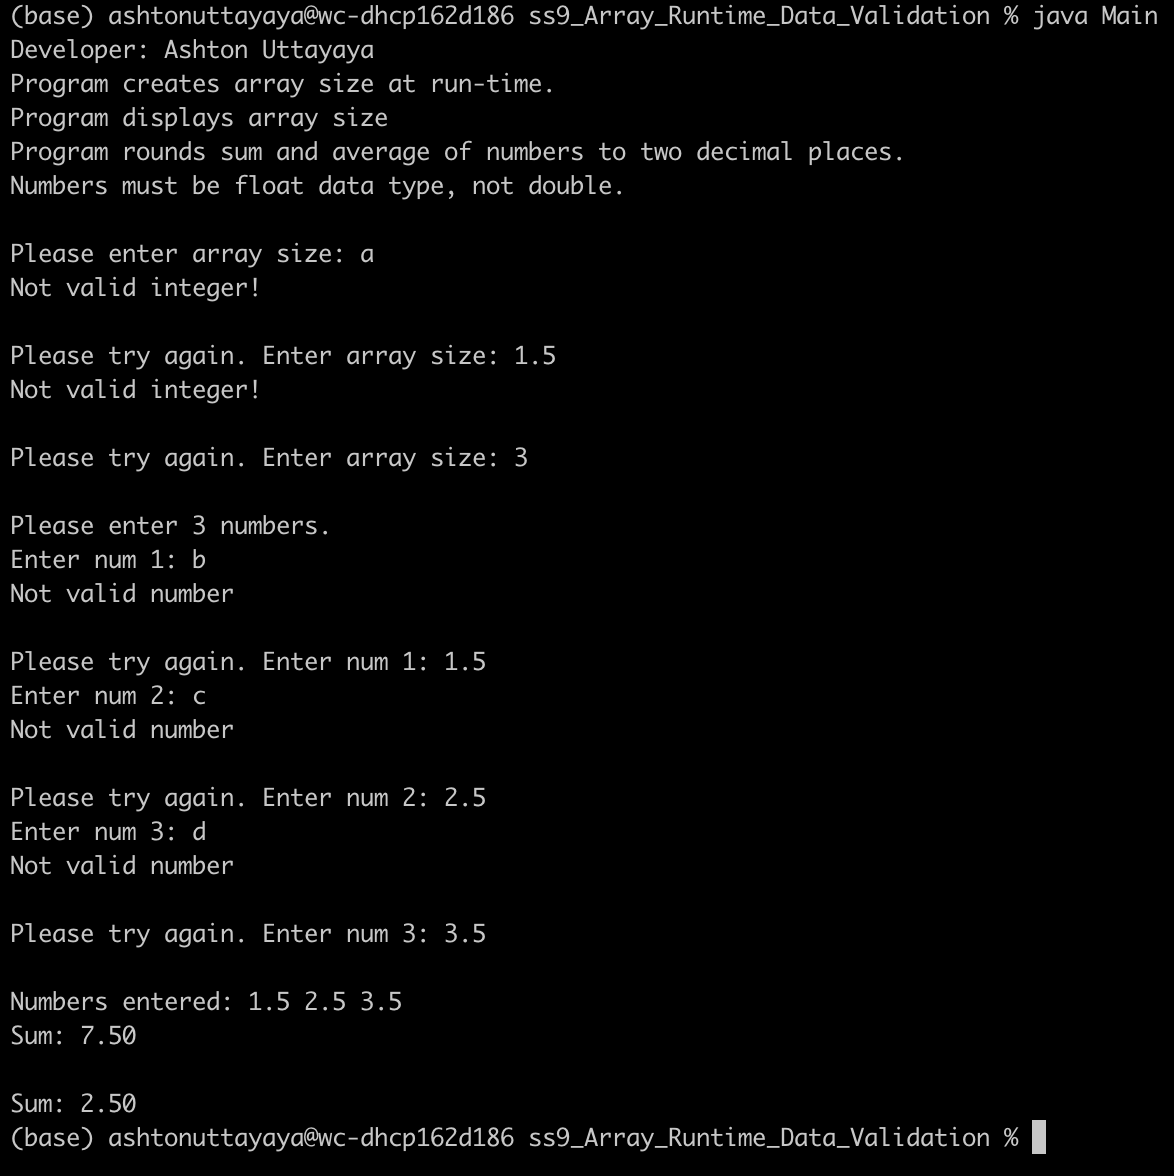 (base) ashtonuttayaya@wc-dhcp162d186 ss9_Array_Runtime_Data_Validation % java Main
Developer: Ashton Uttayaya
Program creates array size at run-time.
Program displays array size
Program rounds sum and average of numbers to two decimal places.
Numbers must be float data type, not double.
Please enter array size: a
Not valid integer!
Please try again. Enter array size: 1.5
Not valid integer!
Please try again. Enter array size: 3
Please enter 3 numbers.
Enter num 1: b
Not valid number
Please try again. Enter num 1: 1.5
Enter num 2: c
Not valid number
Please try again. Enter num 2: 2.5
Enter num 3: d
Not valid number
Please try again. Enter num 3: 3.5
Numbers entered: 1.5 2.5 3.5
Sum: 7.50
Sum: 2.50
(base) ashtonuttayaya@wc-dhcp162d186 ss9_Array_Runtime_Data_Validation %